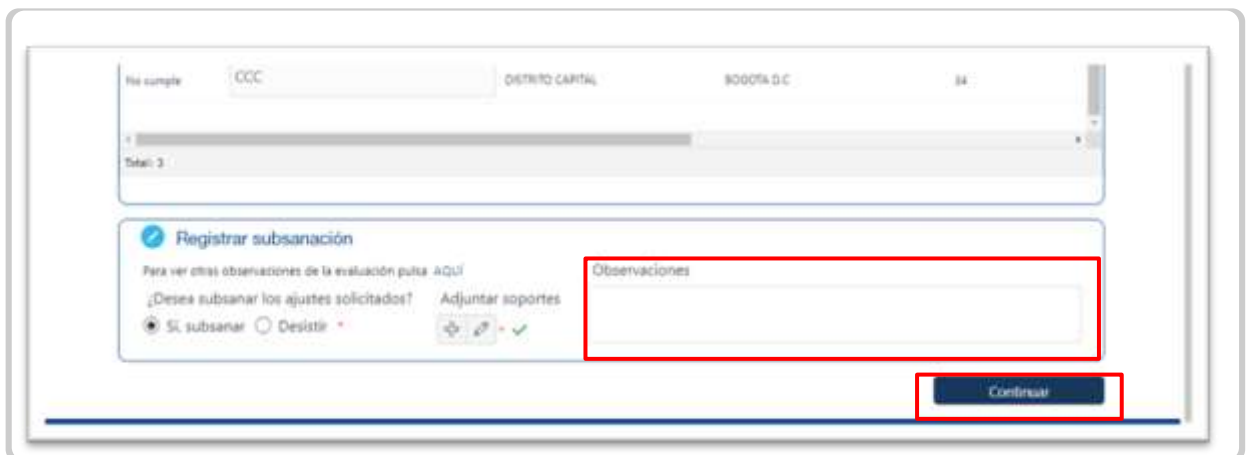 No cumple CCC DISTRITO CAPITAL BOGOTA D.C 34
Total: 3
Registrar subsanación
Para ver otras observaciones de la evaluación pulsa AQUÍ
Observaciones
¿Desea subsanar los ajustes solicitados? Adjuntar soportes
Sí, subsanar Desistir *
Continuar